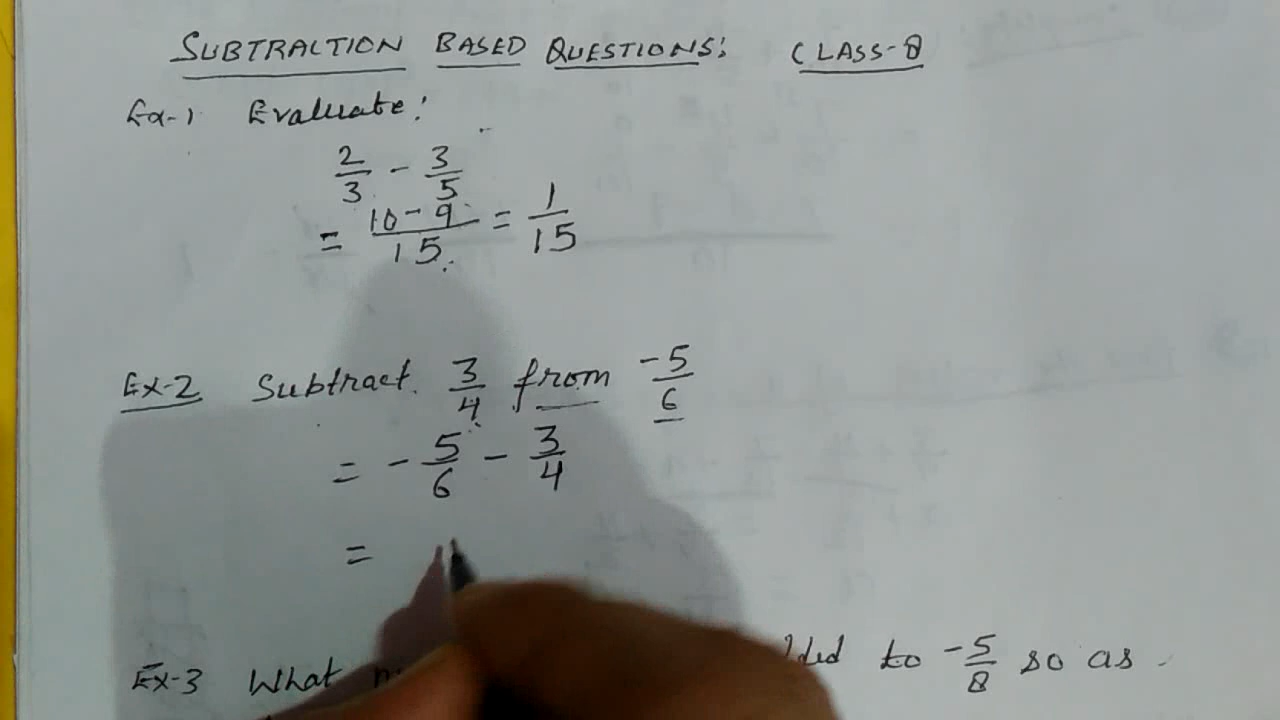 SUBTRACTION BASED QUESTIONS: CLASS-8
Ex-1 Evaluate:
2/3 - 3/5
= 10-9/15 = 1/15
Ex-2 Subtract 3/4 from -5/6
= -5/6 - 3/4
=
Ex-3 What to -5/8 so as